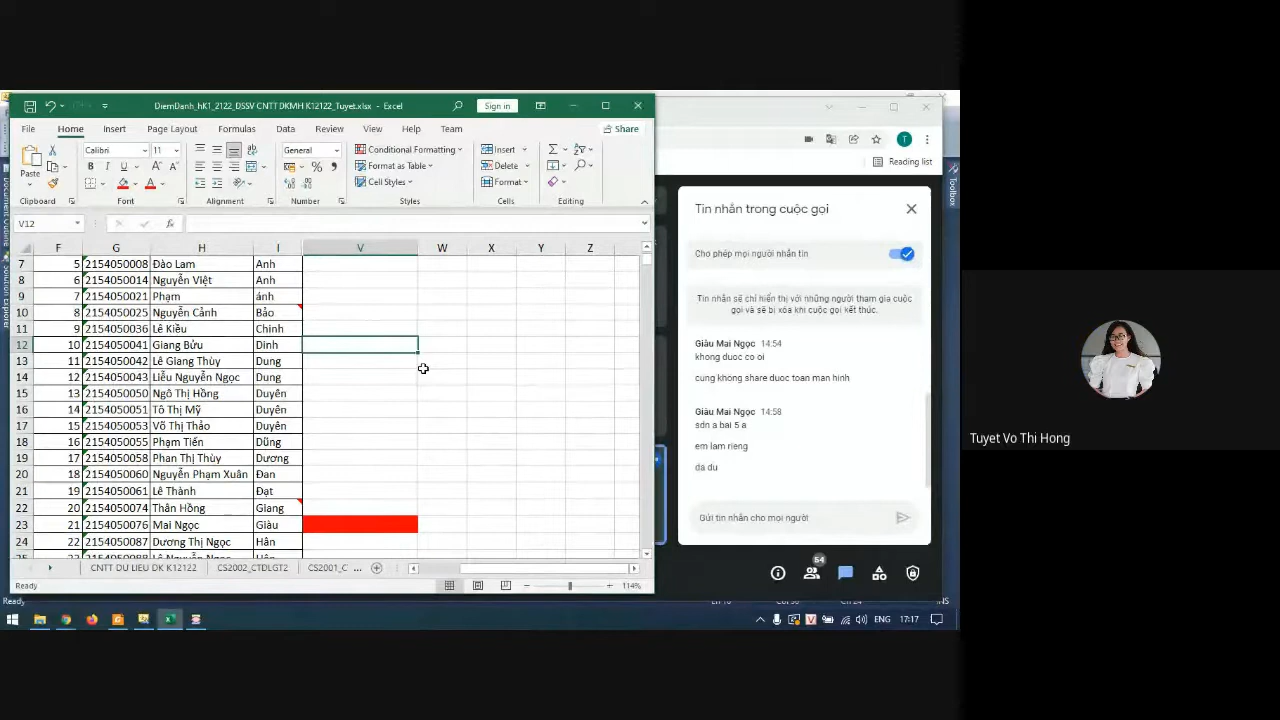 DiemDanh_hK1_2122_DSSV CNTT DKMH K12122_Tuyet.xlsx - Excel
Sign in
File Home Insert Page Layout Formulas Data Review View Help Team Share
Paste
Calibri 11
General
Conditional Formatting
Format as Table
Cell Styles
Insert
Delete
Format
Clipboard Font Alignment Number Styles Cells Editing
V12
F G H I V W X Y Z
7 5 2154050008 Đào Lam Anh
8 6 2154050014 Nguyễn Việt Anh
9 7 2154050021 Phạm ánh
10 8 2154050025 Nguyễn Cảnh Bảo
11 9 2154050036 Lê Kiều Chinh
12 10 2154050041 Giang Bửu Dinh
13 11 2154050042 Lê Giang Thùy Dung
14 12 2154050043 Liễu Nguyễn Ngọc Dung
15 13 2154050050 Ngô Thị Hồng Duyên
16 14 2154050051 Tô Thị Mỹ Duyên
17 15 2154050053 Võ Thị Thảo Duyên
18 16 2154050055 Phạm Tiến Dũng
19 17 2154050058 Phan Thị Thùy Dương
20 18 2154050060 Nguyễn Phạm Xuân Đan
21 19 2154050061 Lê Thành Đạt
22 20 2154050074 Thân Hồng Giang
23 21 2154050076 Mai Ngọc Giàu
24 22 2154050087 Dương Thị Ngọc Hân
CNTT DU LIEU DK K12122 CS2002_CTDLGT2 CS2001_C ...
Ready 114%
Reading list
T
Toolbox
Document Outline
Solution Explorer
Tin nhắn trong cuộc gọi
Cho phép mọi người nhắn tin
Tin nhắn sẽ chỉ hiển thị với những người tham gia cuộc
gọi và sẽ bị xóa khi cuộc gọi kết thúc.
Giàu Mai Ngọc 14:54
khong duoc co oi
cung không share duoc toan man hinh
Giàu Mai Ngọc 14:58
sdn a bai 5 a
em lam rieng
da du
Gửi tin nhắn cho mọi người
54
Ready
INS
ENG 17:17
Tuyet Vo Thi Hong